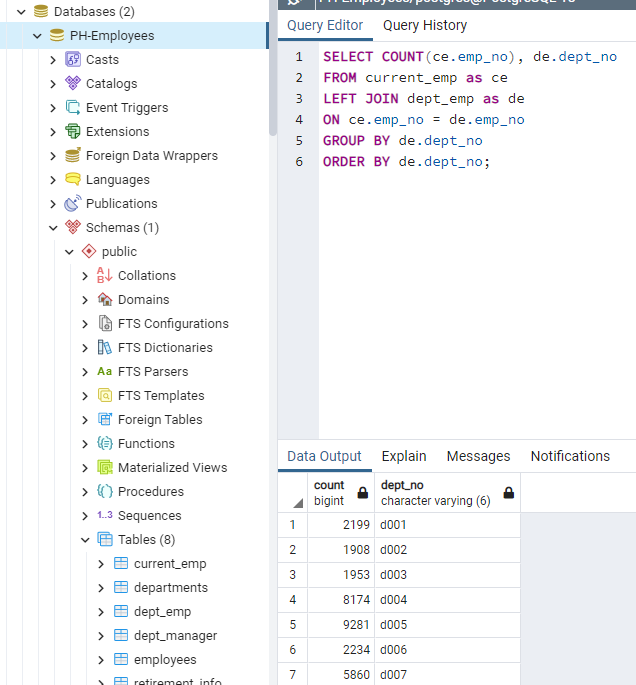 Databases (2)
PH-Employees
Casts
Catalogs
Event Triggers
Extensions
Foreign Data Wrappers
Languages
Publications
Schemas (1)
public
Collations
Domains
FTS Configurations
FTS Dictionaries
Aa FTS Parsers
FTS Templates
Foreign Tables
Functions
Materialized Views
Procedures
1..3 Sequences
Tables (8)
current_emp
departments
dept_emp
dept_manager
employees
retirement_info
Query Editor Query History
1 SELECT COUNT(ce.emp_no), de.dept_no
2 FROM current_emp as ce
3 LEFT JOIN dept_emp as de
4 ON ce.emp_no = de.emp_no
5 GROUP BY de.dept_no
6 ORDER BY de.dept_no;
Data Output Explain Messages Notifications
count dept_no
bigint character varying (6)
1 2199 d001
2 1908 d002
3 1953 d003
4 8174 d004
5 9281 d005
6 2234 d006
7 5860 d007